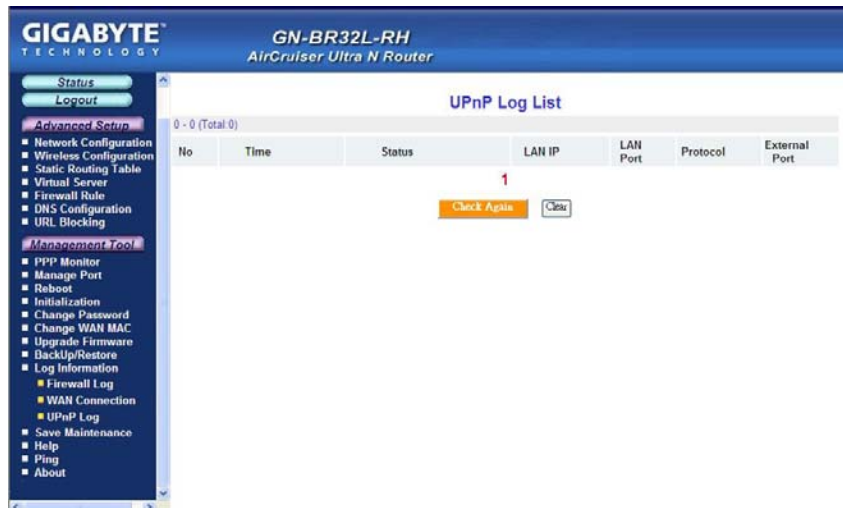 GIGABYTE™
TECHNOLOGY
GN-BR32L-RH
AirCruiser Ultra N Router
Status
Logout
Advanced Setup
Network Configuration
Wireless Configuration
Static Routing Table
Virtual Server
Firewall Rule
DNS Configuration
URL Blocking
Management Tool
PPP Monitor
Manage Port
Reboot
Initialization
Change Password
Change WAN MAC
Upgrade Firmware
BackUp/Restore
Log Information
Firewall Log
WAN Connection
UPnP Log
Save Maintenance
Help
Ping
About
UPnP Log List
0 - 0 (Total:0)
No Time Status LAN IP LAN Port Protocol External Port
1
Check Again Clear